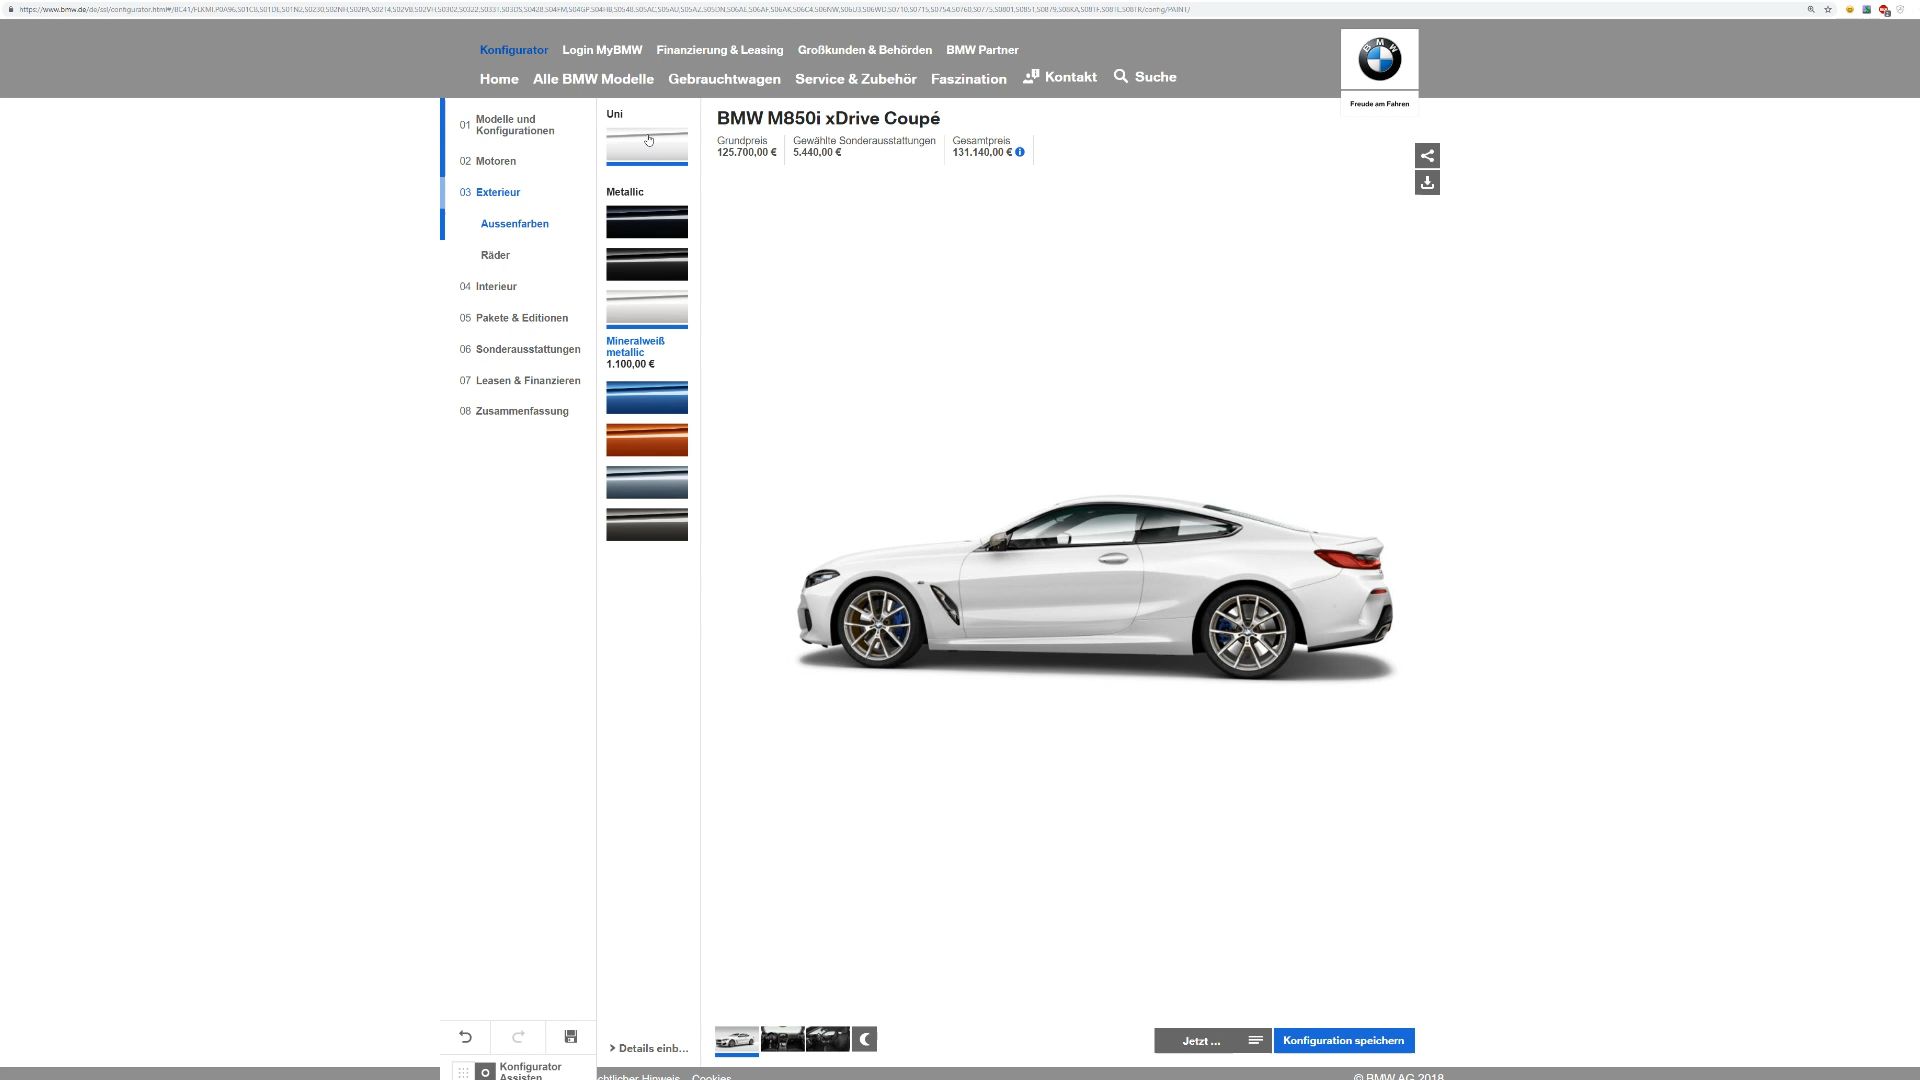 Konfigurator Login MyBMW Finanzierung & Leasing Großkunden & Behörden BMW Partner
Home Alle BMW Modelle Gebrauchtwagen Service & Zubehör Faszination Kontakt Suche
BMW
Freude am Fahren
01 Modelle und
Konfigurationen
02 Motoren
03 Exterieur
Aussenfarben
Räder
04 Interieur
05 Pakete & Editionen
06 Sonderausstattungen
07 Leasen & Finanzieren
08 Zusammenfassung
Uni
Metallic
Mineralweiß
metallic
1.100,00 €
BMW M850i xDrive Coupé
Grundpreis Gewählte Sonderausstattungen Gesamtpreis
125.700,00 € 5.440,00 € 131.140,00 €
> Details einb...
Jetzt ...
Konfiguration speichern
Konfigurator
Assisten
chtlicher Hinweis Cookies
© BMW AG 2018